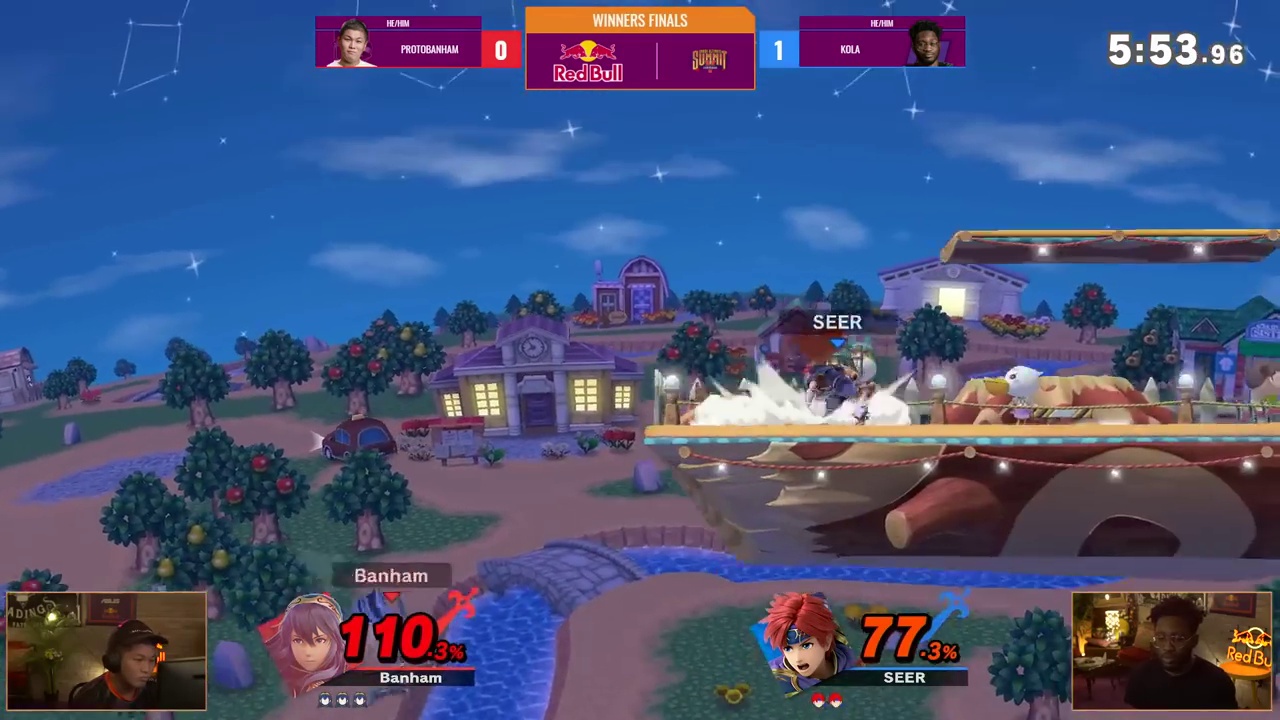 HE/HIM
PROTOBANHAM
0
WINNERS FINALS
Red Bull
SUMMIT
1
HE/HIM
KOLA
5:53.96
SEER
Banham
110.3%
Banham
77.3%
SEER